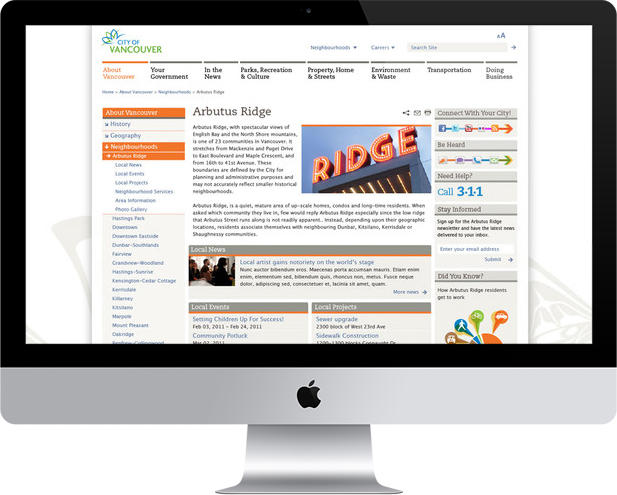 CITY OF
VANCOUVER
AA
Neighbourhoods
Careers
Search Site
About
Vancouver
Your
Government
In the
News
Parks, Recreation
& Culture
Property, Home
& Streets
Environment
& Waste
Transportation
Doing
Business
Home > About Vancouver > Neighbourhoods > Arbutus Ridge
About Vancouver
History
Geography
Neighbourhoods
Arbutus Ridge
Local News
Local Events
Local Projects
Neighbourhood Services
Area Information
Photo Gallery
Hastings Park
Downtown
Downtown Eastside
Dunbar-Southlands
Fairview
Grandview-Woodland
Hastings-Sunrise
Kensington-Cedar Cottage
Kerrisdale
Killarney
Kitsilano
Marpole
Mount Pleasant
Oakridge
Renfrew-Collingwood
Arbutus Ridge
Arbutus Ridge, with spectacular views of
English Bay and the North Shore mountains,
is one of 23 communities in Vancouver. It
stretches from Mackenzie and Puget Drive
to East Boulevard and Maple Crescent, and
from 16th to 41st Avenue. These
boundaries are defined by the City for
planning and administrative purposes and
may not accurately reflect smaller historical
neighbourhoods.
RIDGE
Arbutus Ridge, is a quiet, mature area of up-scale homes, condos and long-time residents. When
asked which community they live in, few would reply Arbutus Ridge especially since the low ridge
that Arbutus Street runs along is not readily apparent. Instead, depending upon their geographic
locations, residents associate themselves with neighbouring Dunbar, Kitsilano, Kerrisdale or
Shaughnessy communities.
Local News
Local artist gains notoriety on the world's stage
Nunc auctor bibendum eros. Maecenas porta accumsan mauris. Etiam enim
enim, elementum sed, bibendum quis, rhoncus non, metus. Fusce neque
dolor, adipiscing sed, consectetuer et, lacinia sit amet, quam.
More news
Local Events
Setting Children Up For Success!
Feb 03, 2011 - Feb 24, 2011
Community Potluck
Mar 02, 2011
Local Projects
Sewer upgrade
2300 block of West 23rd Ave
Sidewalk Construction
Connect With Your City!
Be Heard
Need Help?
Call 3-1-1
Stay Informed
Sign up for the Arbutus Ridge
newsletter and have the latest news
delivered to your inbox.
Enter your email address
Submit
Did You Know?
How Arbutus Ridge residents
get to work